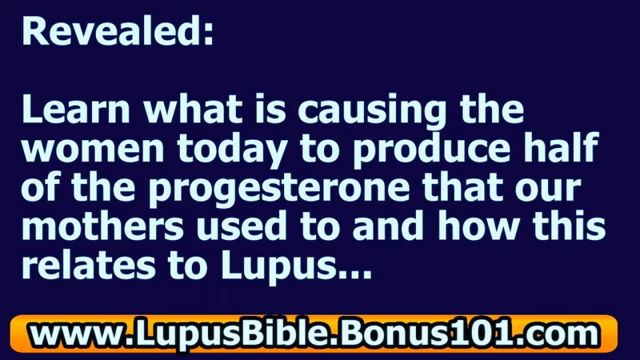 Revealed:
Learn what is causing the
women today to produce half
of the progesterone that our
mothers used to and how this
relates to Lupus...
www.LupusBible.Bonus101.com